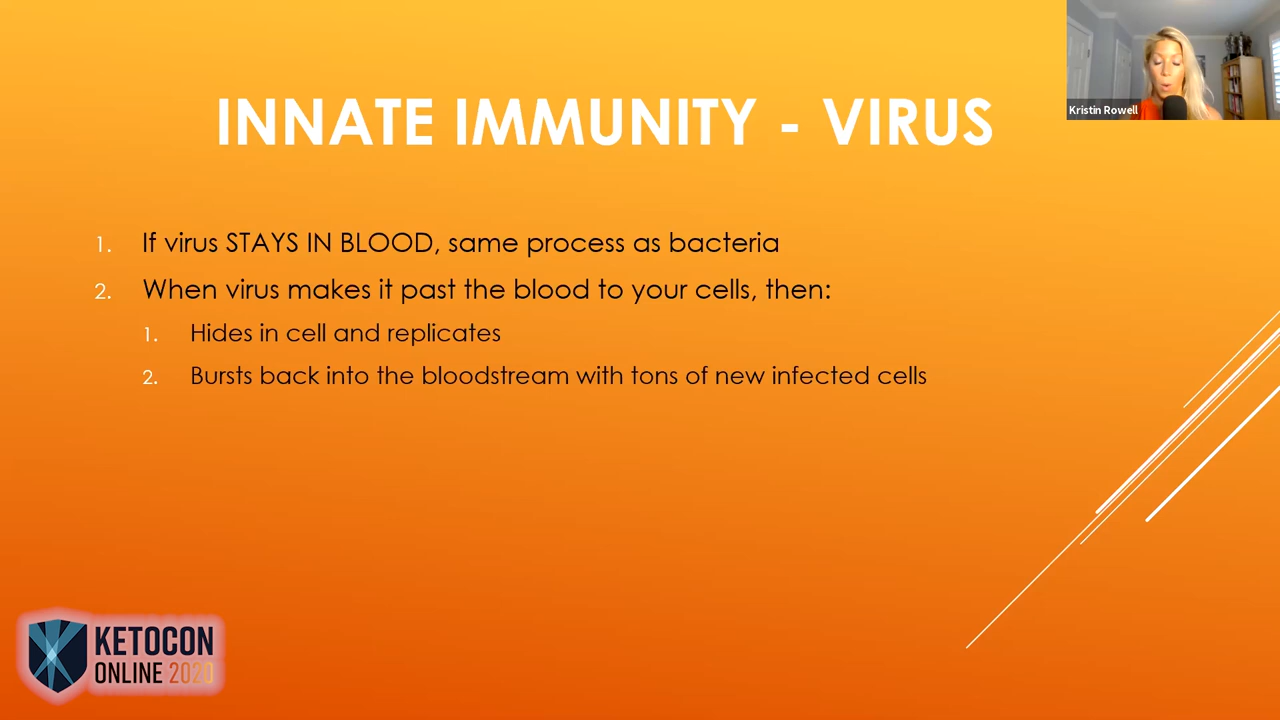 Kristin Rowell
INNATE IMMUNITY - VIRUS
1. If virus STAYS IN BLOOD, same process as bacteria
2. When virus makes it past the blood to your cells, then:
1. Hides in cell and replicates
2. Bursts back into the bloodstream with tons of new infected cells
KETOCON
ONLINE 2020